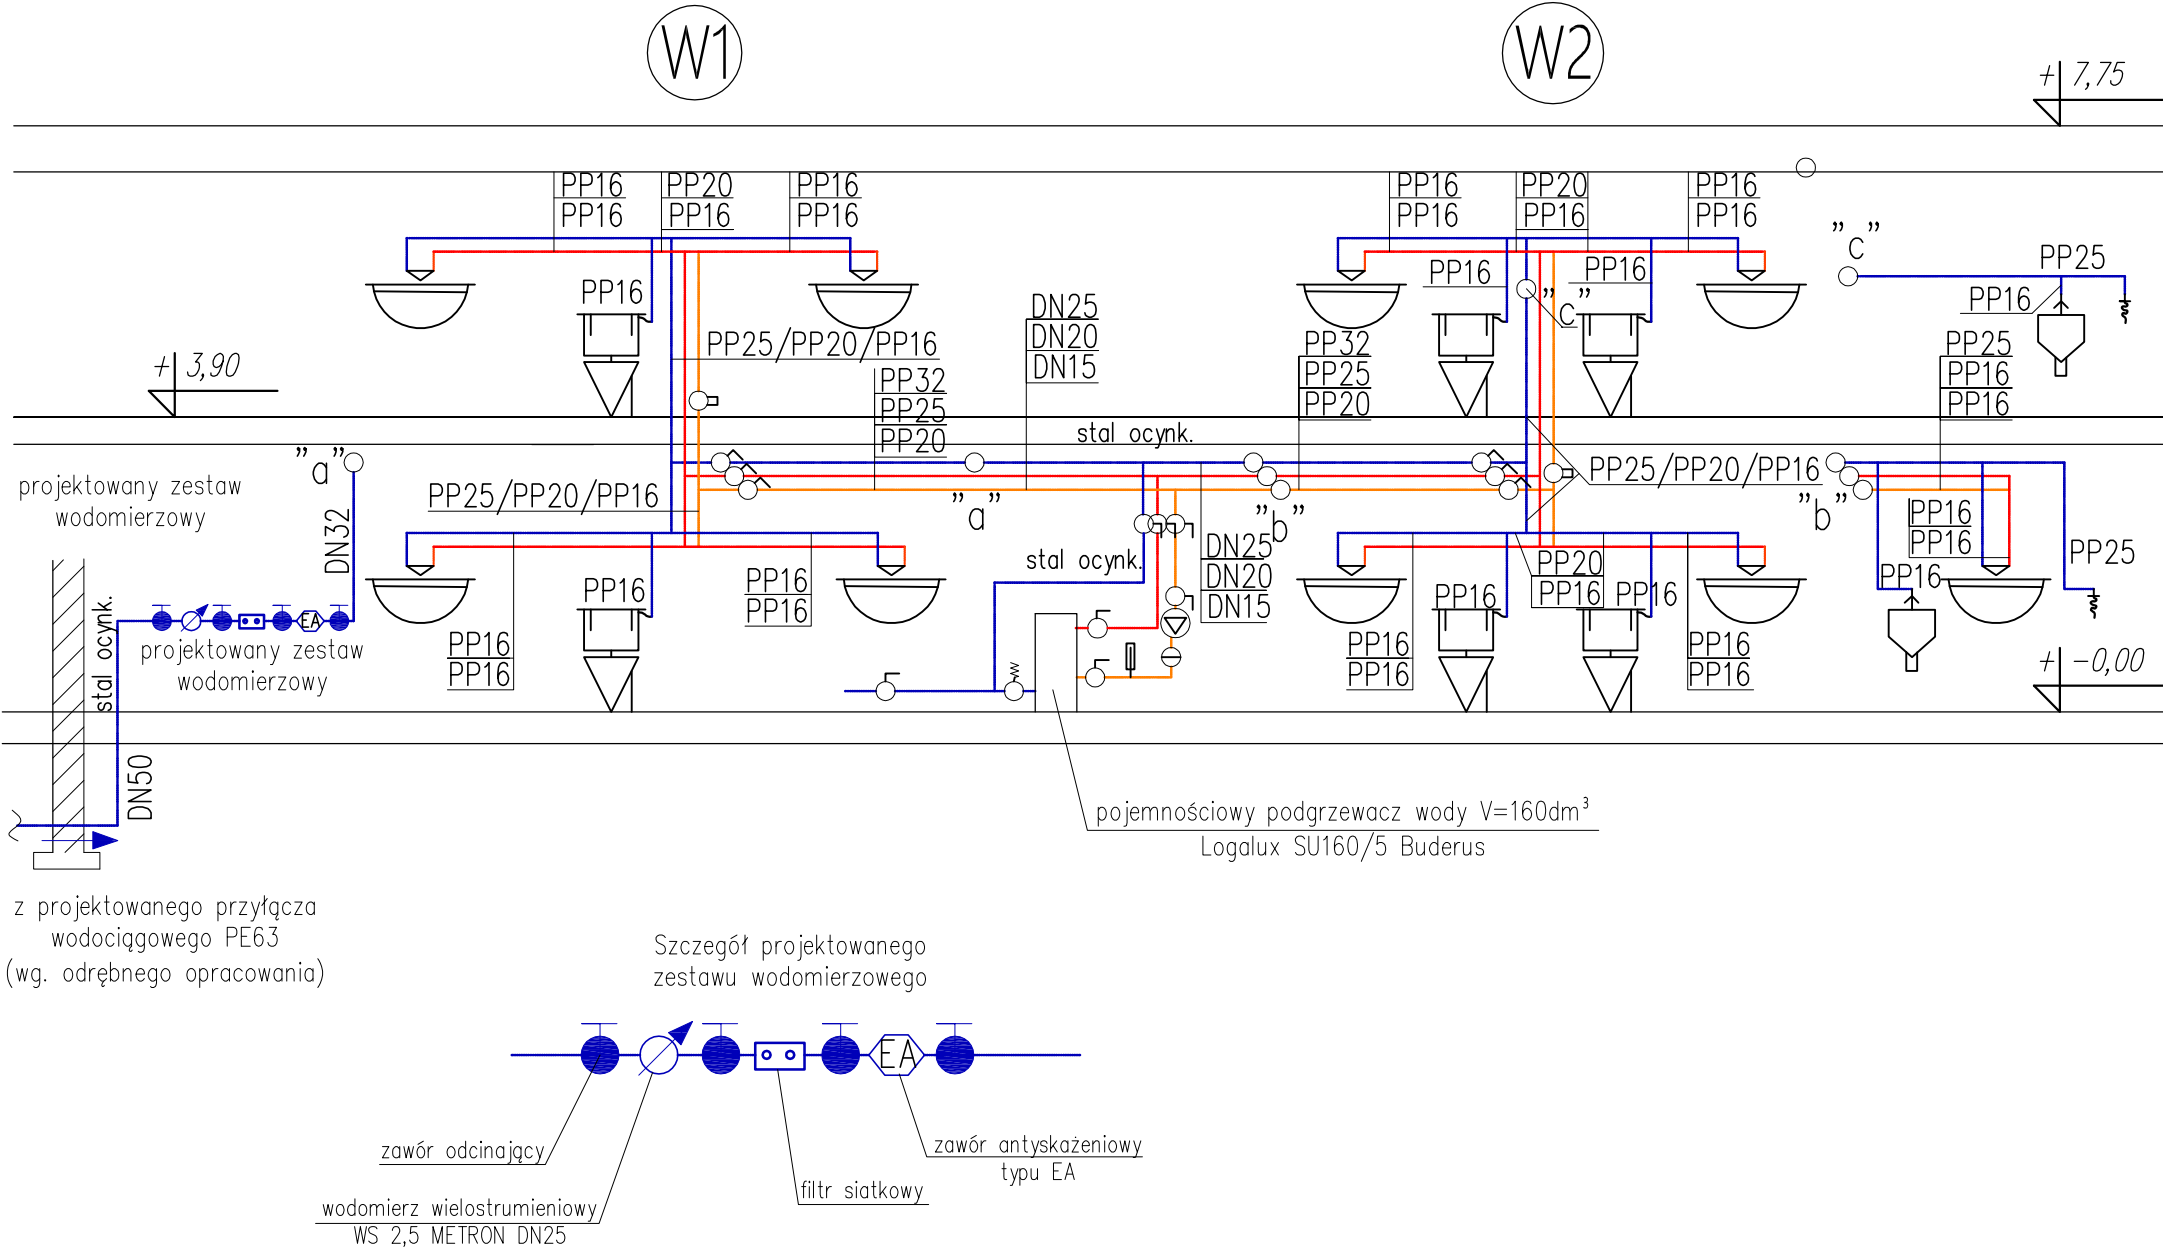 W1
W2
+ 7,75
PP16
PP16
PP20
PP16
PP16
PP16
PP16
PP16
PP20
PP16
PP16
PP16
"c"
PP25
PP16
PP16
PP16
PP16
"c"
DN25
DN20
DN15
PP25/PP20/PP16
PP32
PP25
PP20
PP32
PP25
PP20
PP25
PP16
PP16
+ 3,90
stal ocynk.
"a"
projektowany zestaw
wodomierzowy
DN32
PP25/PP20/PP16
"a"
"b"
PP25/PP20/PP16
"b"
PP16
PP16
PP25
stal ocynk.
DN25
DN20
DN15
PP20
PP16
PP16
PP16
PP16
PP16
PP16
PP16
stal ocynk.
EA
projektowany zestaw
wodomierzowy
PP16
PP16
PP16
PP16
PP16
PP16
+ -0,00
DN50
pojemnościowy podgrzewacz wody V=160dm³
Logalux SU160/5 Buderus
z projektowanego przyłącza
wodociągowego PE63
(wg. odrębnego opracowania)
Szczegół projektowanego
zestawu wodomierzowego
EA
zawór odcinający
zawór antyskażeniowy
typu EA
filtr siatkowy
wodomierz wielostrumieniowy
WS 2,5 METRON DN25